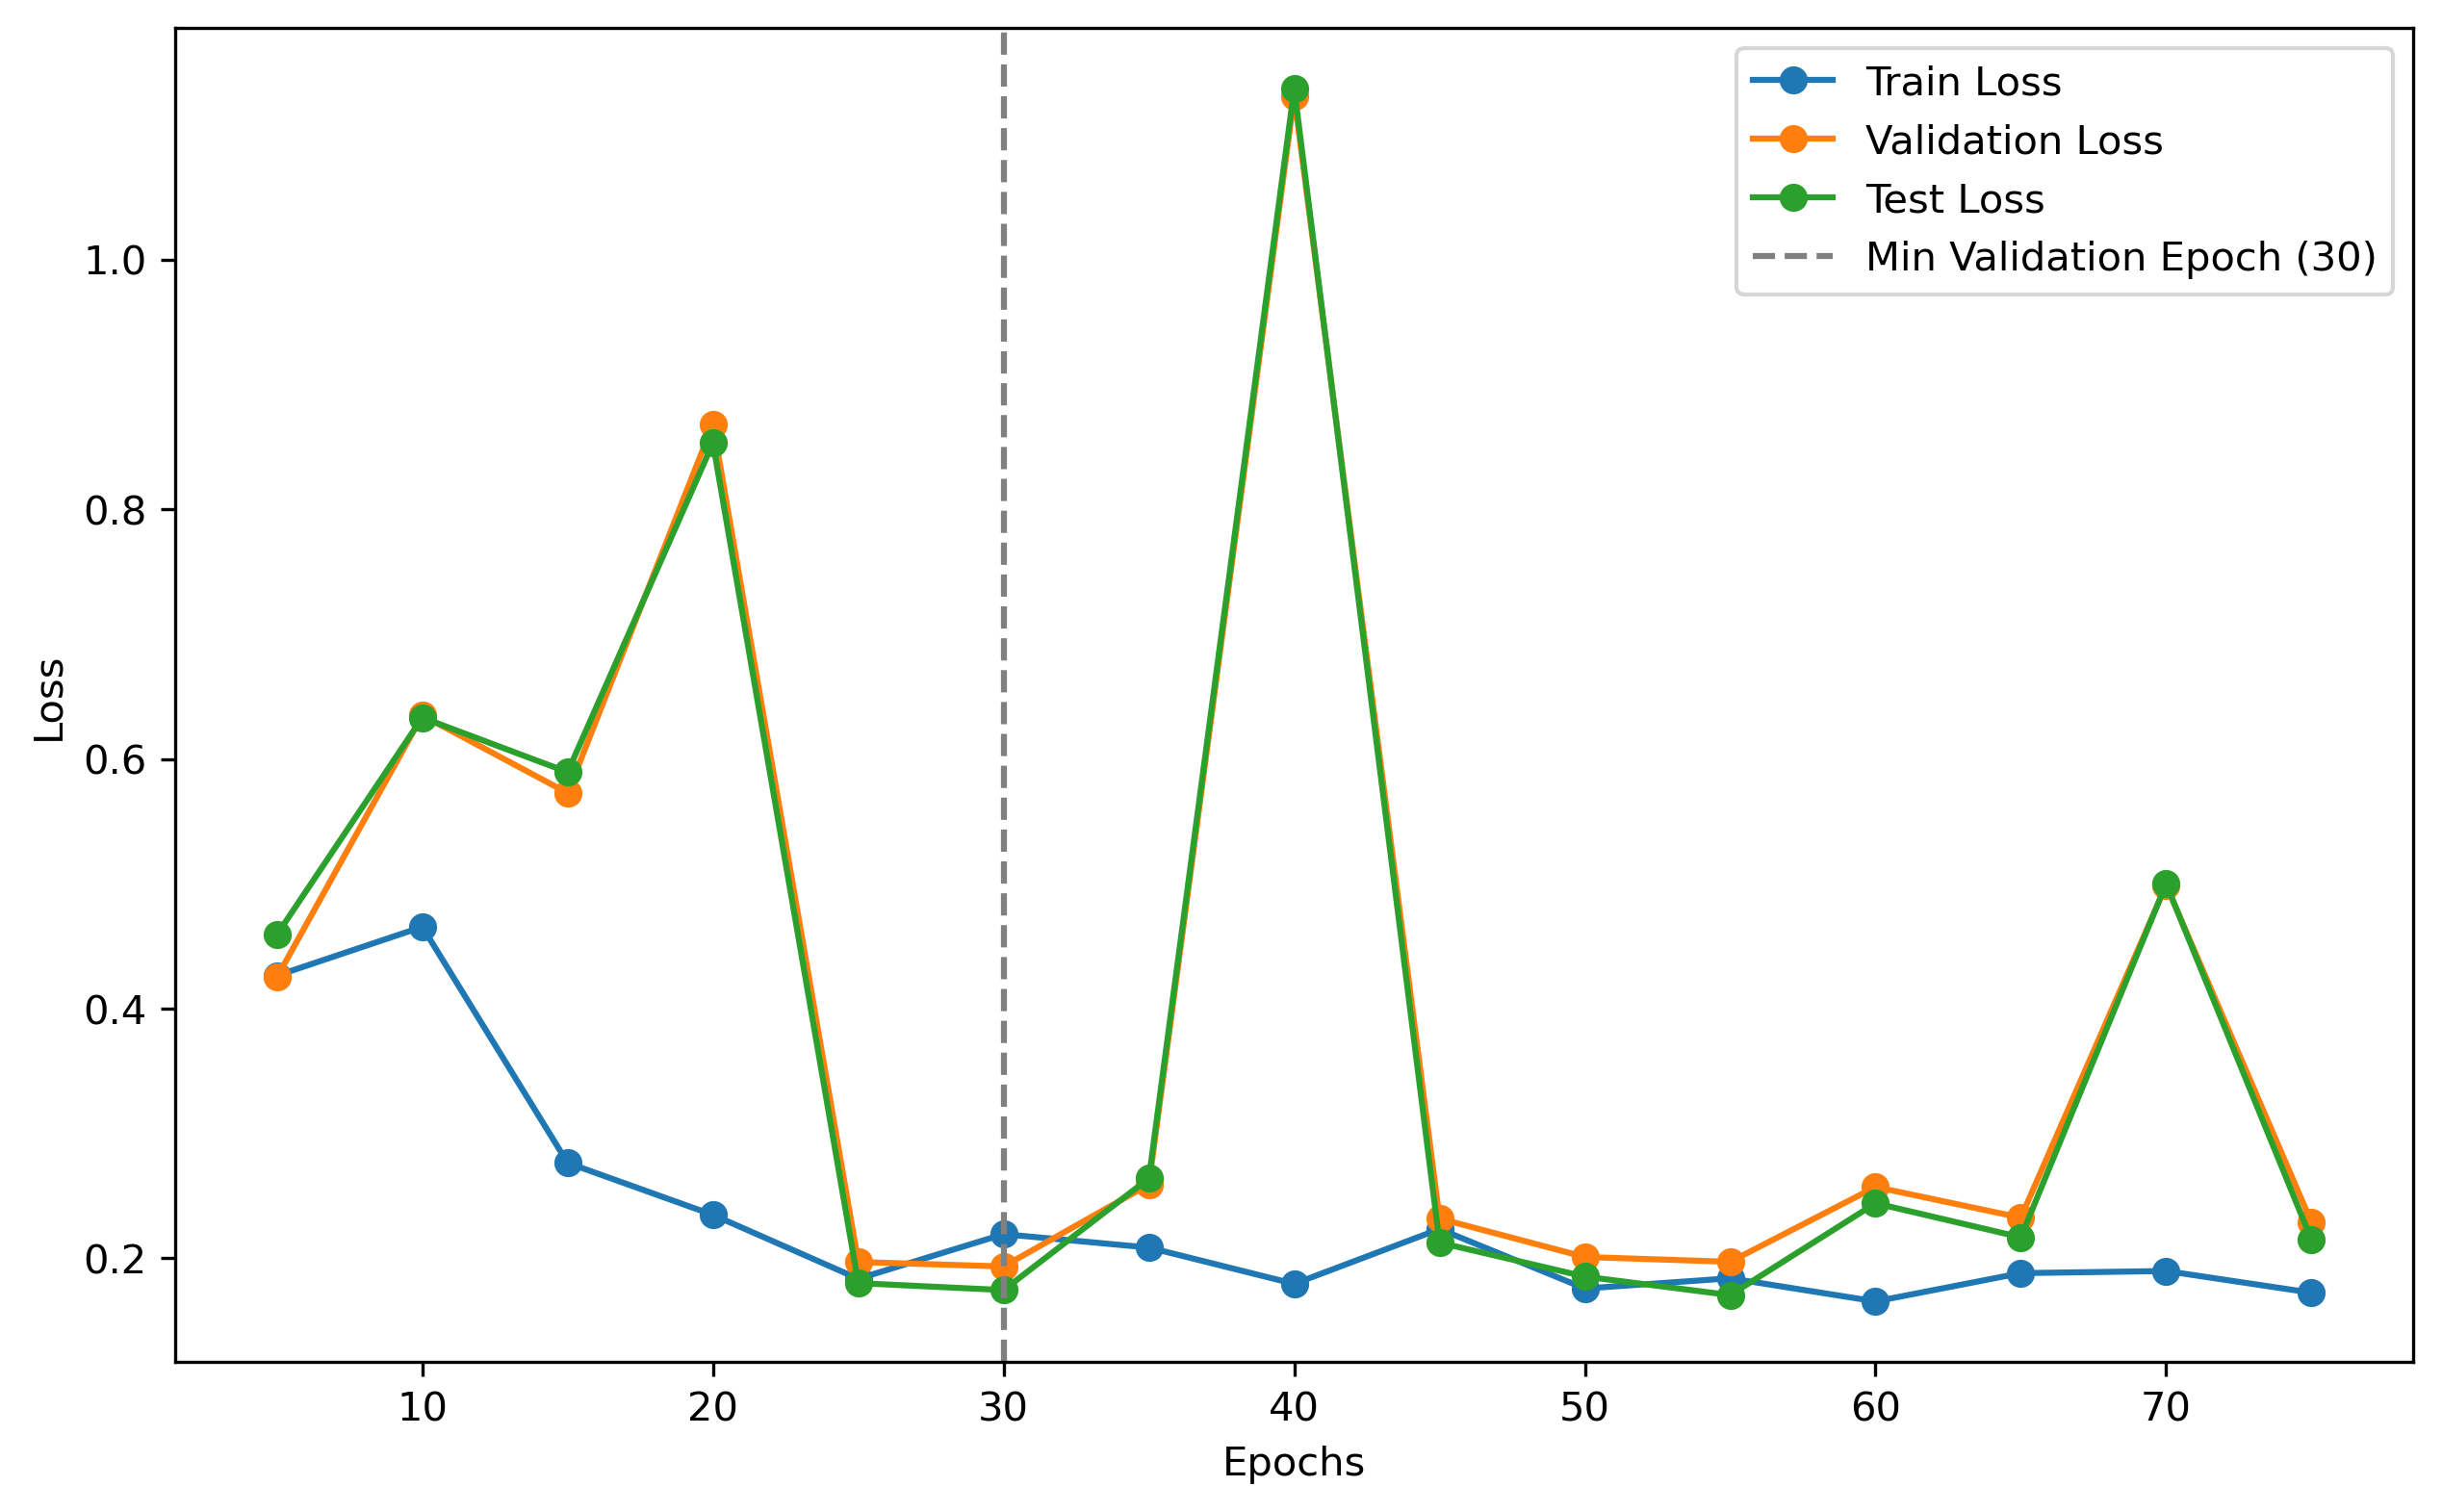 Train Loss
Validation Loss
Test Loss
Min Validation Epoch (30)
1.0
0.8
0.6
0.4
0.2
Loss
10 20 30 40 50 60 70
Epochs